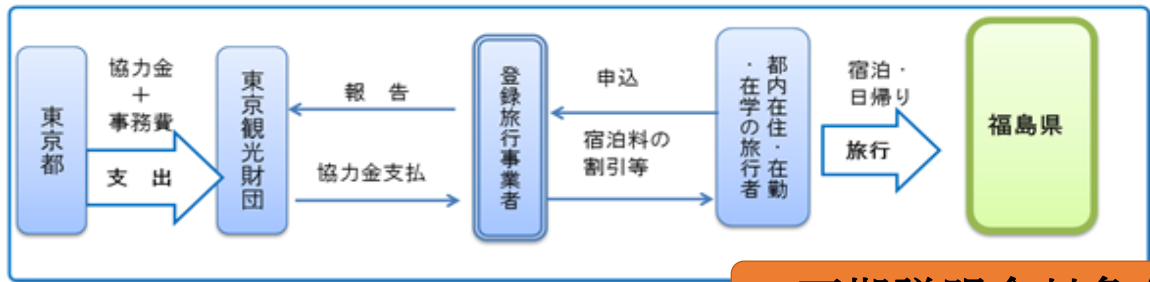 東京都
協力金
＋
事務費
支 出
東京観光財団
報 告
協力金支払
登録旅行事業者
申込
宿泊料の
割引等
都内在住・在勤
・在学の旅行者
宿泊・
日帰り
旅行
福島県